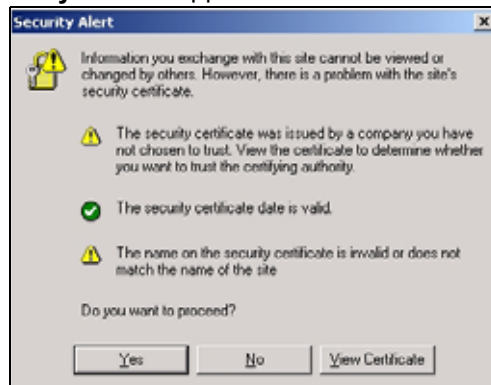 Security Alert
Information you exchange with this site cannot be viewed or
changed by others. However, there is a problem with the site's
security certificate.
The security certificate was issued by a company you have
not chosen to trust. View the certificate to determine whether
you want to trust the certifying authority.
The security certificate date is valid.
The name on the security certificate is invalid or does not
match the name of the site
Do you want to proceed?
Yes No View Certificate